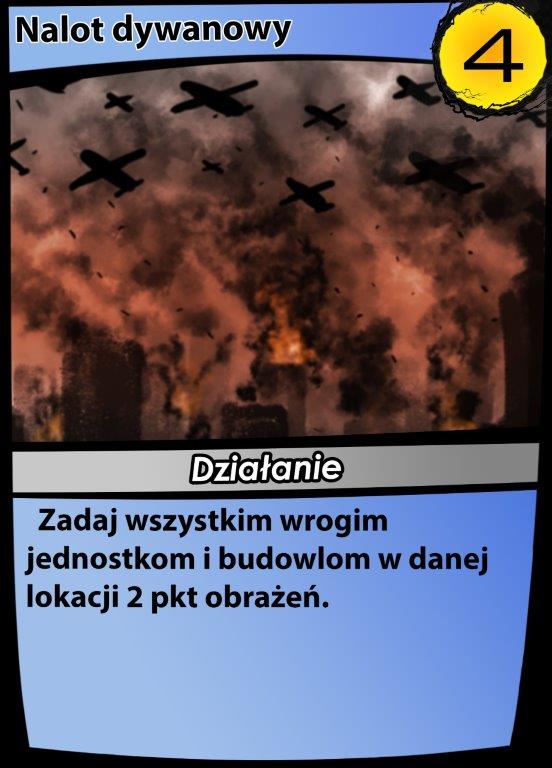 Nalot dywanowy
4
Działanie
Zadaj wszystkim wrogim
jednostkom i budowlom w danej
lokacji 2 pkt obrażeń.